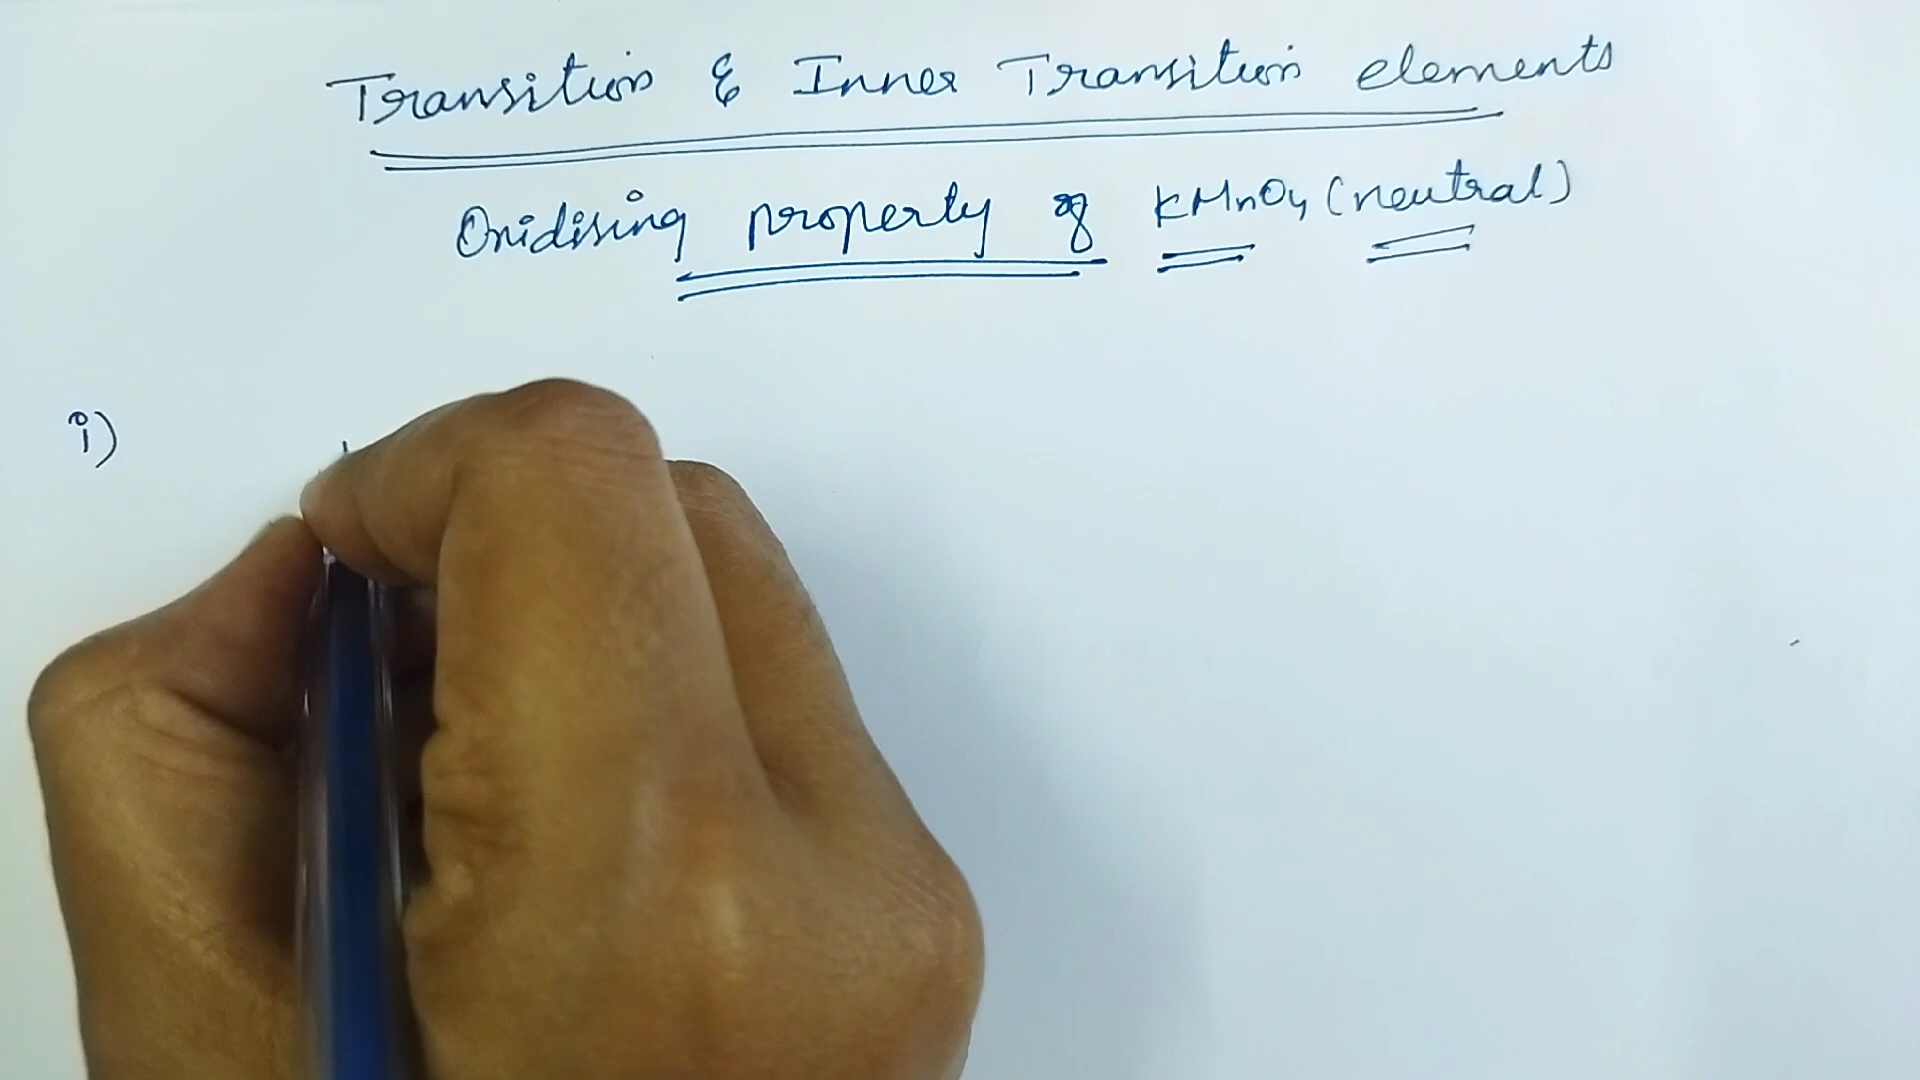 Transition & Inner Transition elements
Oxidising property of KMnO4 (neutral)
i)